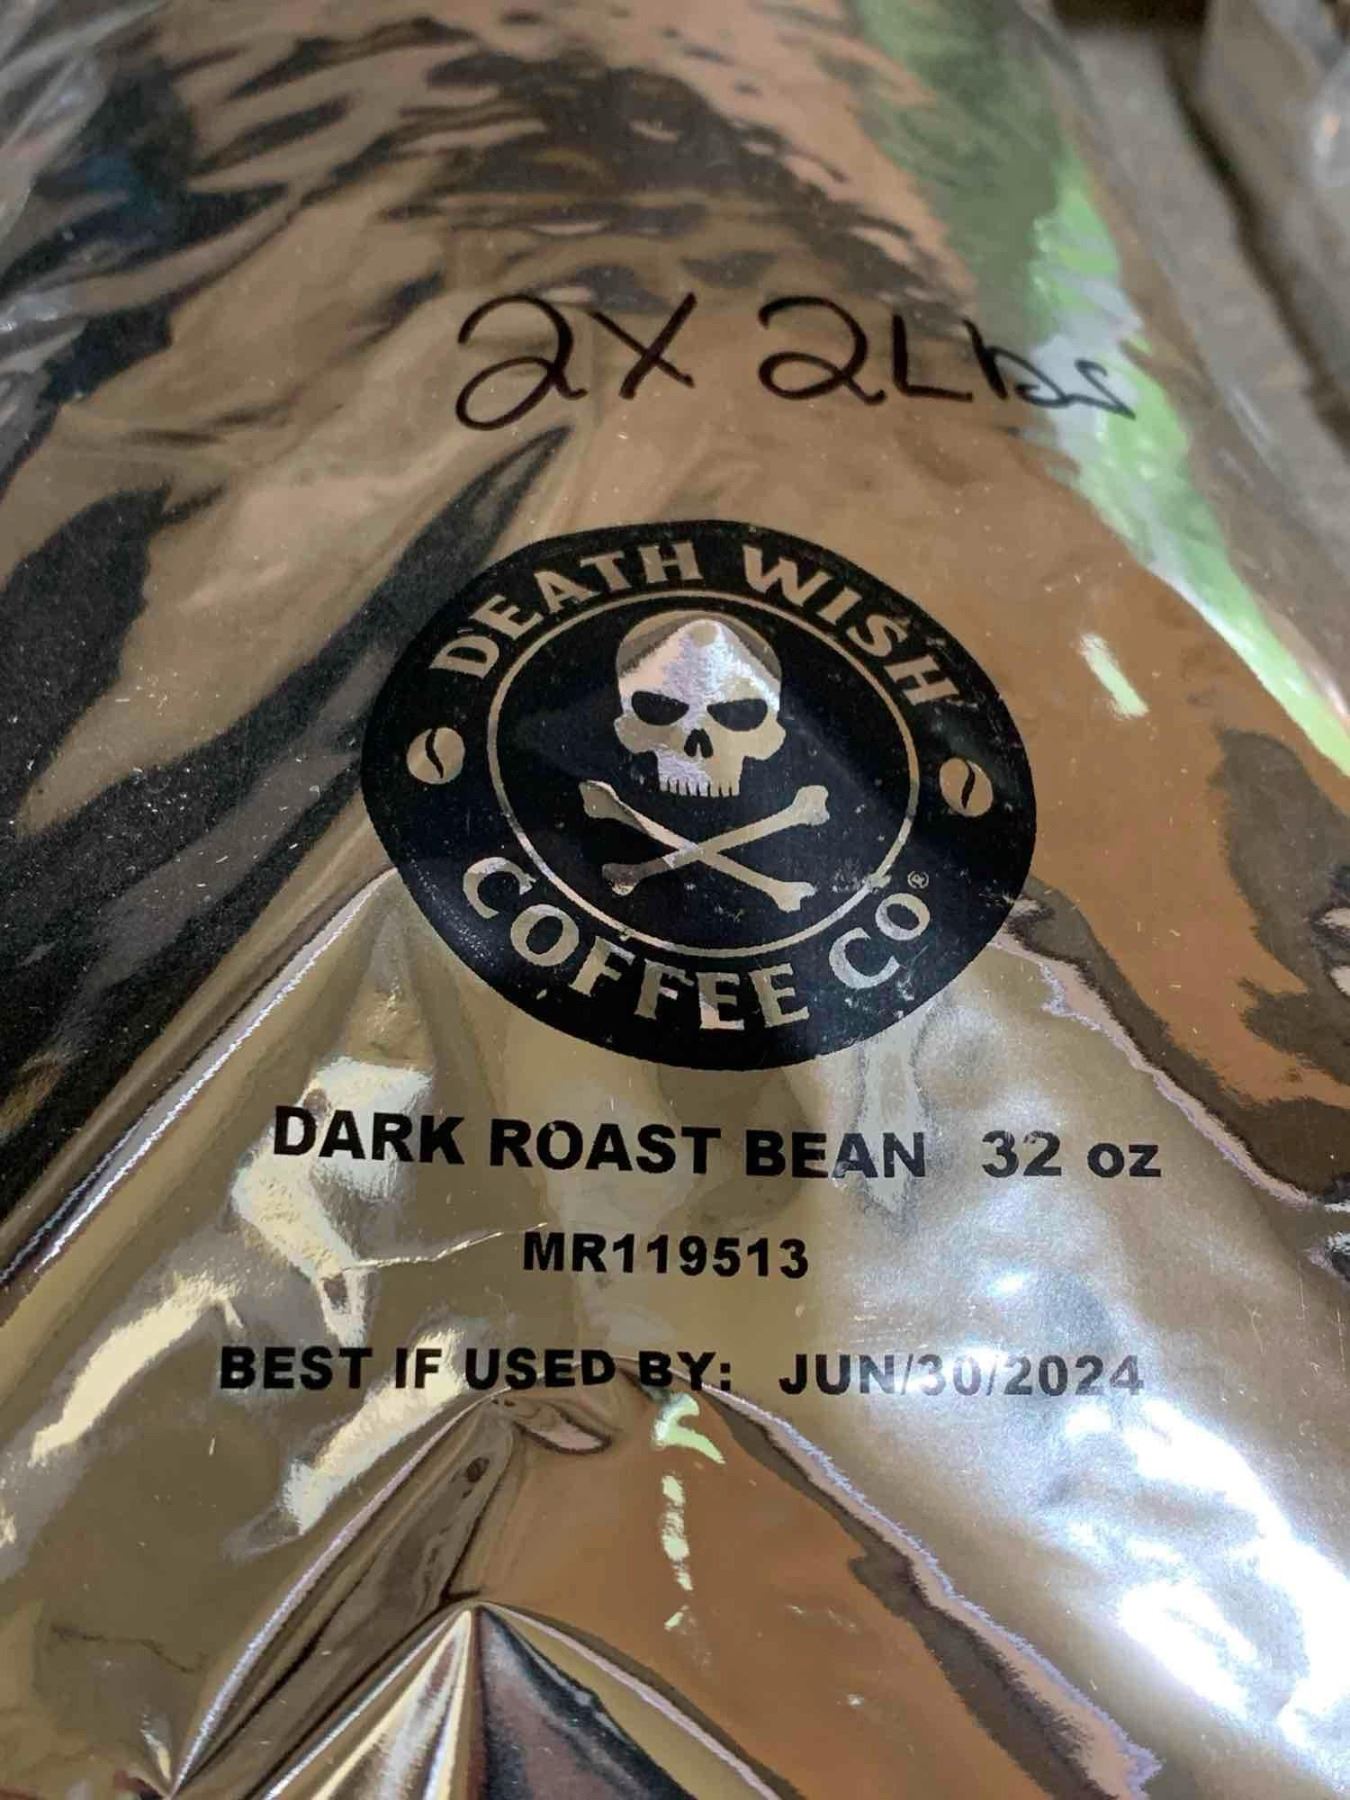 2X 2Lbs
DEATH WISH
COFFEE CO®
DARK ROAST BEAN 32 oz
MR119513
BEST IF USED BY: JUN/30/2024